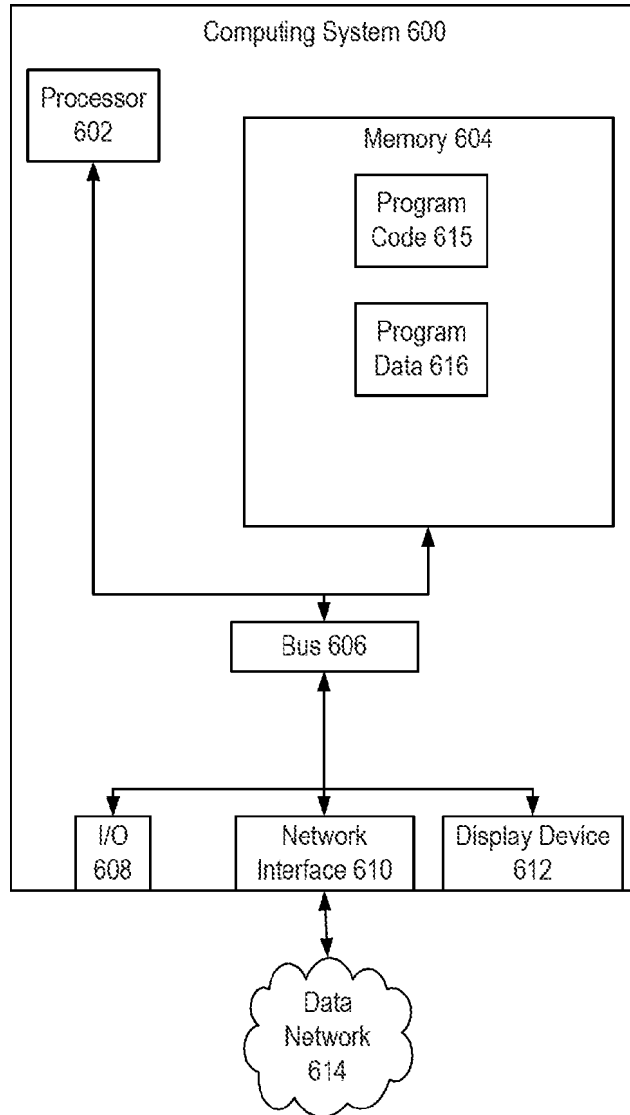 Computing System 600
Processor
602
Memory 604
Program
Code 615
Program
Data 616
Bus 606
I/O
608
Network
Interface 610
Display Device
612
Data
Network
614